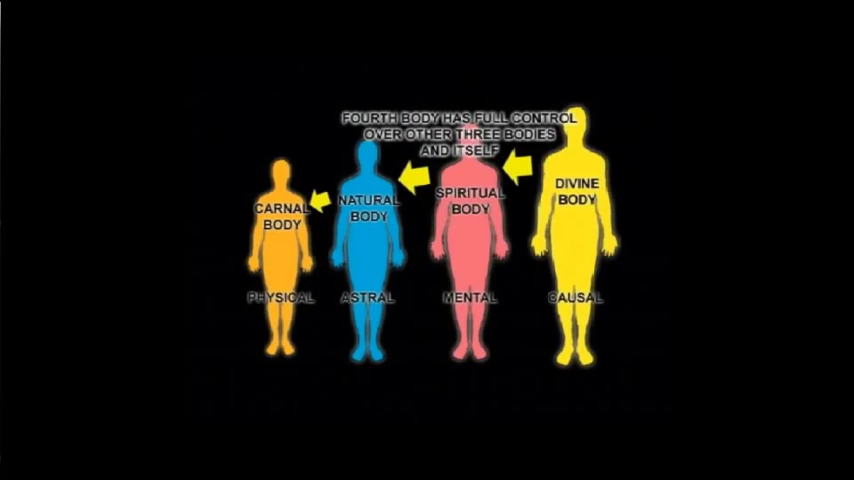 FOURTH BODY HAS FULL CONTROL
OVER OTHER THREE BODIES
AND ITSELF
CARNAL
BODY
NATURAL
BODY
SPIRITUAL
BODY
DIVINE
BODY
PHYSICAL
ASTRAL
MENTAL
CAUSAL